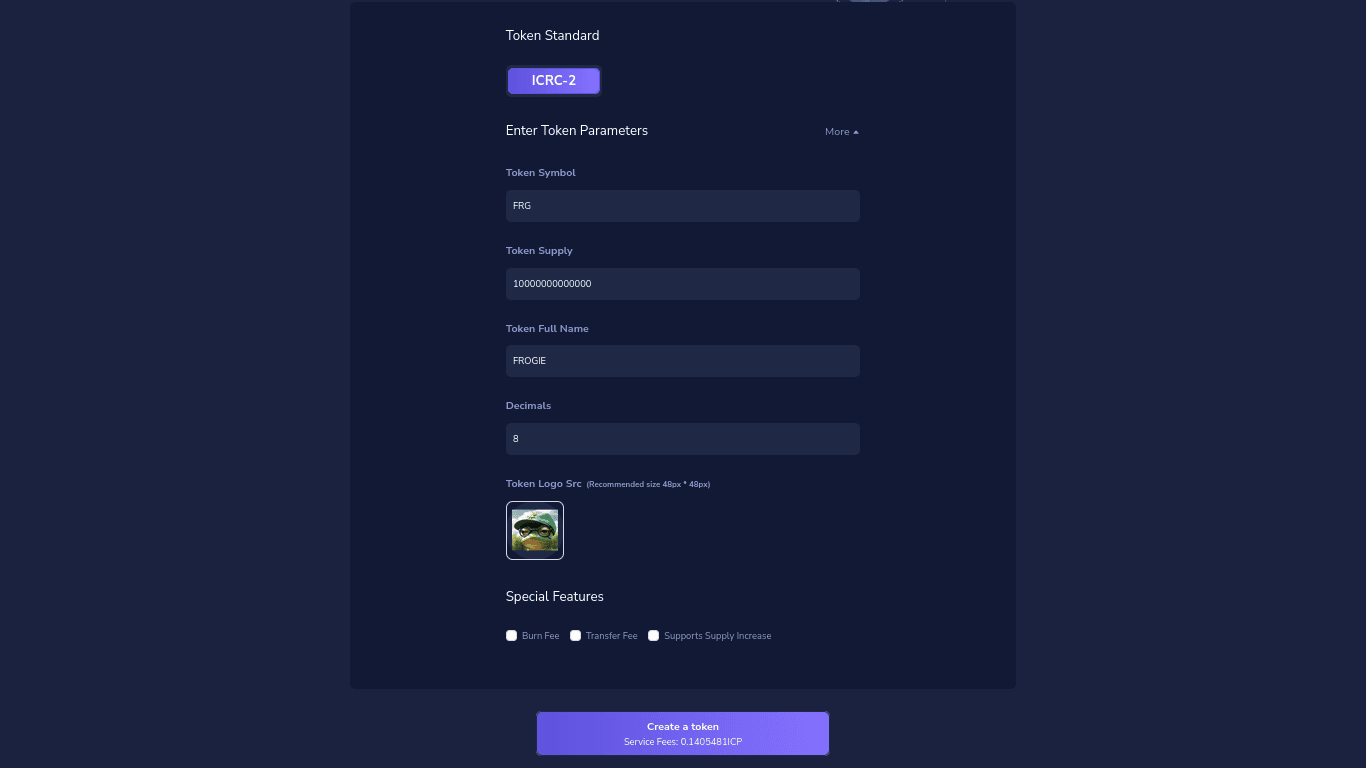 Token Standard
ICRC-2
Enter Token Parameters
More
Token Symbol
FRG
Token Supply
10000000000000
Token Full Name
FROGIE
Decimals
8
Token Logo Src (Recommended size 48px * 48px)
Special Features
Burn Fee Transfer Fee Supports Supply Increase
Create a token
Service Fees: 0.1405481ICP